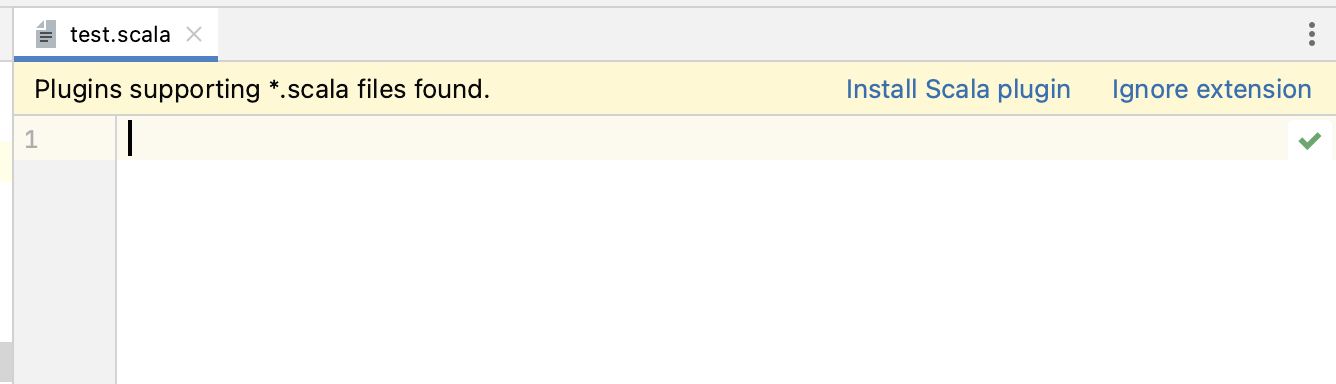 test.scala
Plugins supporting *.scala files found. Install Scala plugin Ignore extension
1